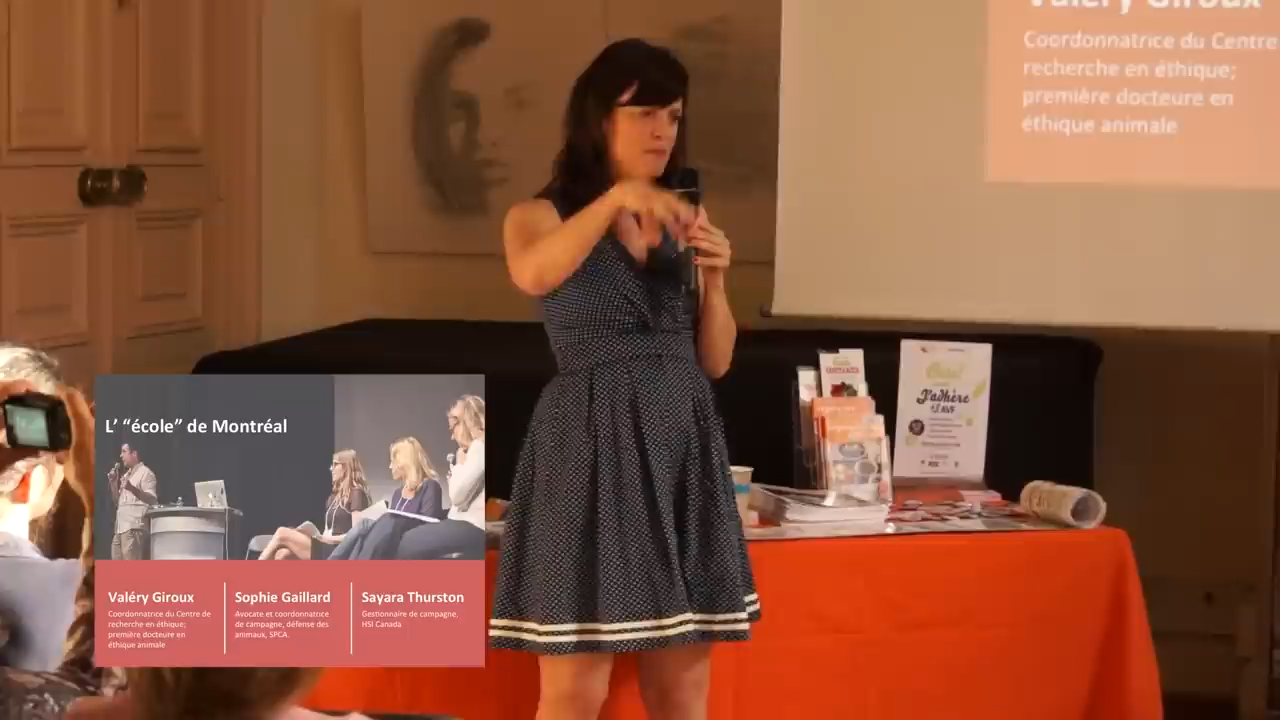 Valéry Giroux
Coordonnatrice du Centre
recherche en éthique;
première docteure en
éthique animale
J'adhère
L' “école” de Montréal
Valéry Giroux
Coordonnatrice du Centre de
recherche en éthique;
première docteure en
éthique animale
Sophie Gaillard
Avocate et coordonnatrice
de campagne, défense des
animaux, SPCA.
Sayara Thurston
Gestionnaire de campagne,
HSI Canada